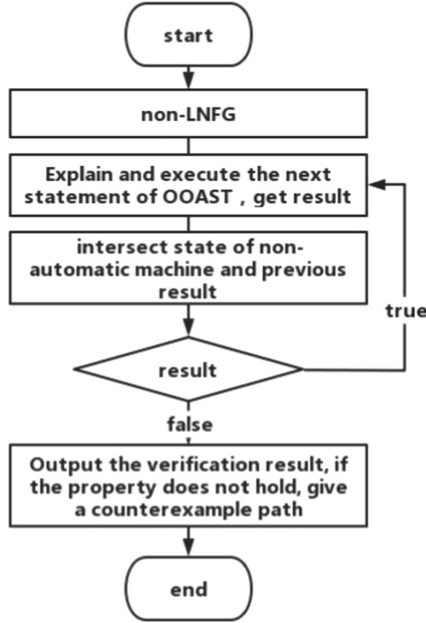 start
non-LNFG
Explain and execute the next
statement of OOAST , get result
intersect state of non-
automatic machine and previous
result
true
result
false
Output the verification result, if
the property does not hold, give
a counterexample path
end